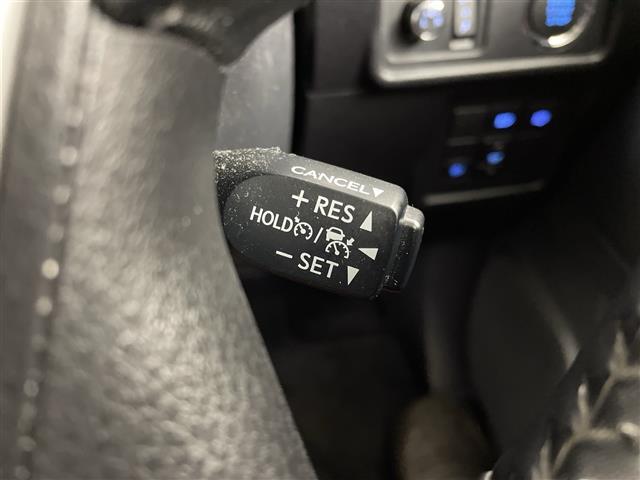 CANCEL
+ RES
HOLD /
- SET